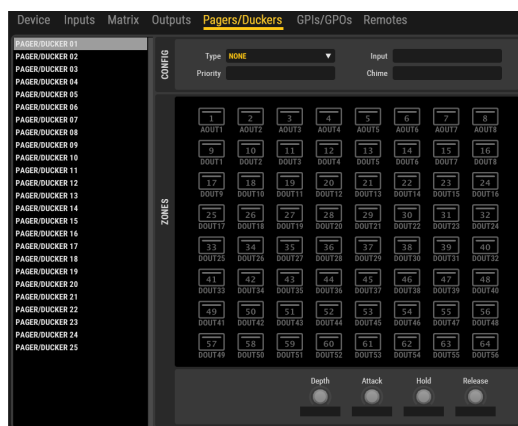 Device Inputs Matrix Outputs Pagers/Duckers GPIs/GPOs Remotes
PAGER/DUCKER 01
PAGER/DUCKER 02
PAGER/DUCKER 03
PAGER/DUCKER 04
PAGER/DUCKER 05
PAGER/DUCKER 06
PAGER/DUCKER 07
PAGER/DUCKER 08
PAGER/DUCKER 09
PAGER/DUCKER 10
PAGER/DUCKER 11
PAGER/DUCKER 12
PAGER/DUCKER 13
PAGER/DUCKER 14
PAGER/DUCKER 15
PAGER/DUCKER 16
PAGER/DUCKER 17
PAGER/DUCKER 18
PAGER/DUCKER 19
PAGER/DUCKER 20
PAGER/DUCKER 21
PAGER/DUCKER 22
PAGER/DUCKER 23
PAGER/DUCKER 24
PAGER/DUCKER 25
CONFIG
Type NONE Input
Priority Chime
ZONES
1 2 3 4 5 6 7 8
AOUT1 AOUT2 AOUT3 AOUT4 AOUT5 AOUT6 AOUT7 AOUT8
9 10 11 12 13 14 15 16
DOUT1 DOUT2 DOUT3 DOUT4 DOUT5 DOUT6 DOUT7 DOUT8
17 18 19 20 21 22 23 24
DOUT9 DOUT10 DOUT11 DOUT12 DOUT13 DOUT14 DOUT15 DOUT16
25 26 27 28 29 30 31 32
DOUT17 DOUT18 DOUT19 DOUT20 DOUT21 DOUT22 DOUT23 DOUT24
33 34 35 36 37 38 39 40
DOUT25 DOUT26 DOUT27 DOUT28 DOUT29 DOUT30 DOUT31 DOUT32
41 42 43 44 45 46 47 48
DOUT33 DOUT34 DOUT35 DOUT36 DOUT37 DOUT38 DOUT39 DOUT40
49 50 51 52 53 54 55 56
DOUT41 DOUT42 DOUT43 DOUT44 DOUT45 DOUT46 DOUT47 DOUT48
57 58 59 60 61 62 63 64
DOUT49 DOUT50 DOUT51 DOUT52 DOUT53 DOUT54 DOUT55 DOUT56
Depth Attack Hold Release